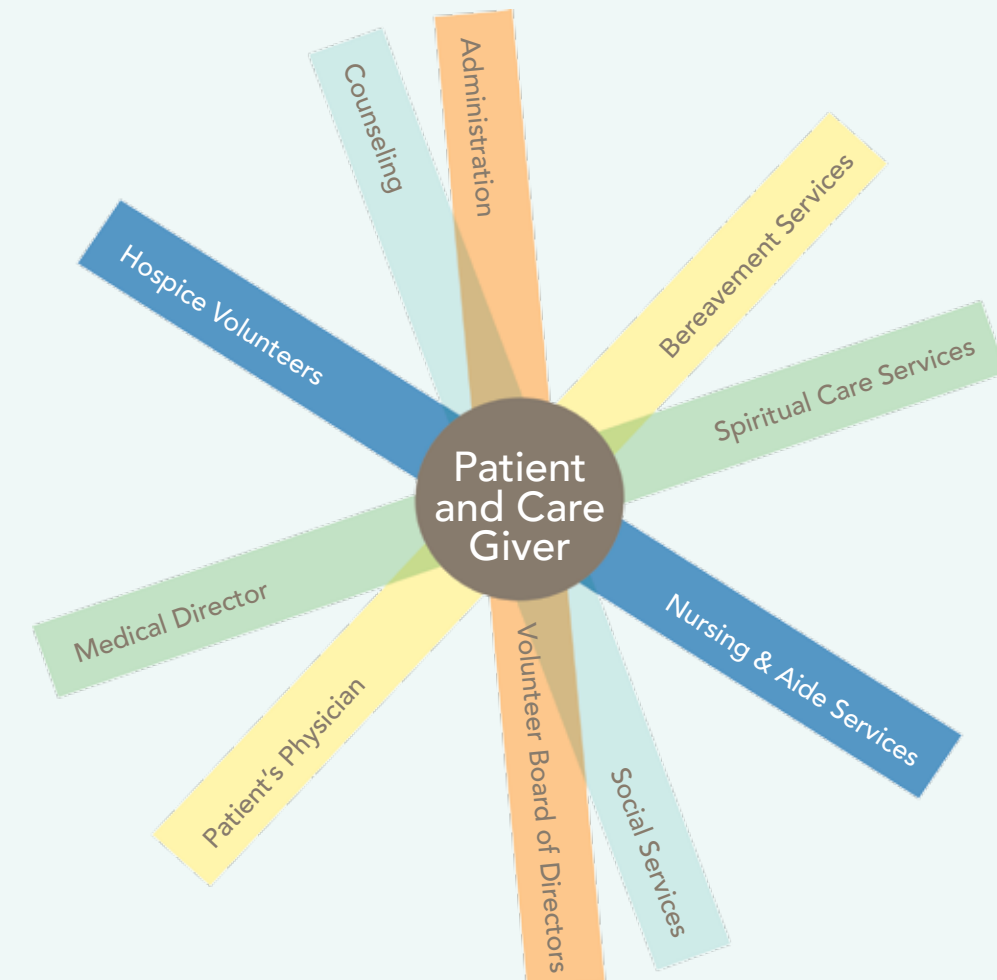 Counseling
Administration
Bereavement Services
Hospice Volunteers
Spiritual Care Services
Patient
and Care
Giver
Medical Director
Nursing & Aide Services
Patient’s Physician
Volunteer Board of Directors
Social Services